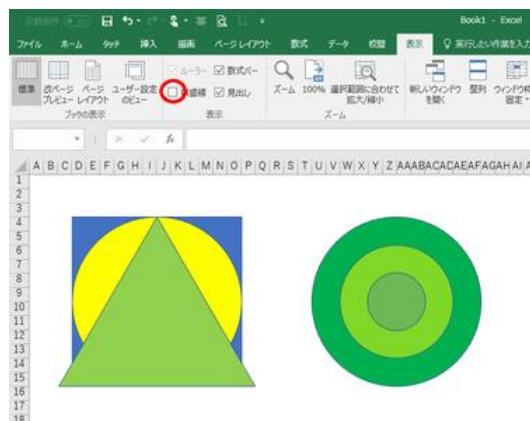 Book1 - Excel
ファイル ホーム タッチ 挿入 描画 ページ レイアウト 数式 データ 校閲 表示 実行したい作業を入力
標準 改ページ プレビュー ページ レイアウト ユーザー設定 のビュー
ルーラー 数式バー
目盛線 見出し
ズーム 100% 選択範囲に合わせて 拡大/縮小
新しいウィンドウ を開く 整列 ウィンドウ枠 固定
ブックの表示 表示 ズーム
fx
A B C D E F G H I J K L M N O P Q R S T U V W X Y Z AA AB AC AD AE AF AG AH AI
1
2
3
4
5
6
7
8
9
10
11
12
13
14
15
16
17
18